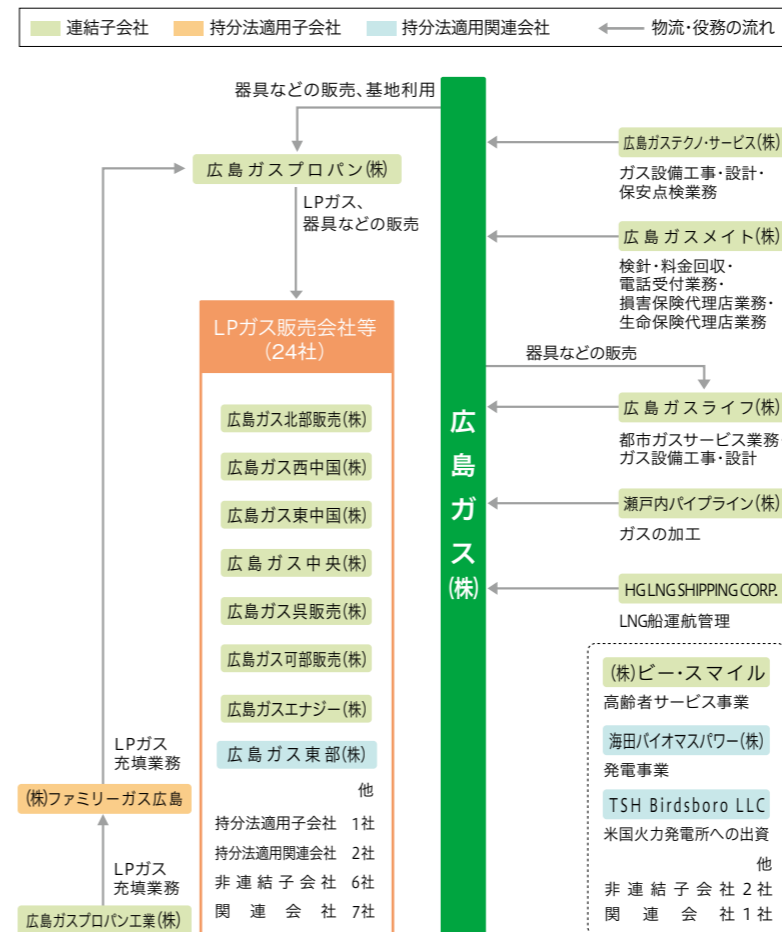 連結子会社 持分法適用子会社 持分法適用関連会社 物流・役務の流れ
器具などの販売、基地利用
広島ガスプロパン(株)
LPガス、
器具などの販売
LPガス販売会社等
(24社)
広島ガス北部販売(株)
広島ガス西中国(株)
広島ガス東中国(株)
広島ガス中央(株)
広島ガス呉販売(株)
広島ガス可部販売(株)
広島ガスエナジー(株)
広島ガス東部(株)
他
持分法適用子会社 1社
持分法適用関連会社 2社
非連結子会社 6社
関連会社 7社
LPガス
充填業務
(株)ファミリーガス広島
LPガス
充填業務
広島ガスプロパン工業(株)
広島ガス(株)
広島ガステクノ・サービス(株)
ガス設備工事・設計・
保安点検業務
広島ガスメイト(株)
検針・料金回収・
電話受付業務・
損害保険代理店業務・
生命保険代理店業務
器具などの販売
広島ガスライフ(株)
都市ガスサービス業務
ガス設備工事・設計
瀬戸内パイプライン(株)
ガスの加工
HG LNG SHIPPING CORP.
LNG船運航管理
(株)ビー・スマイル
高齢者サービス事業
海田バイオマスパワー(株)
発電事業
TSH Birdsboro LLC
米国火力発電所への出資
他
非連結子会社 2社
関連会社 1社